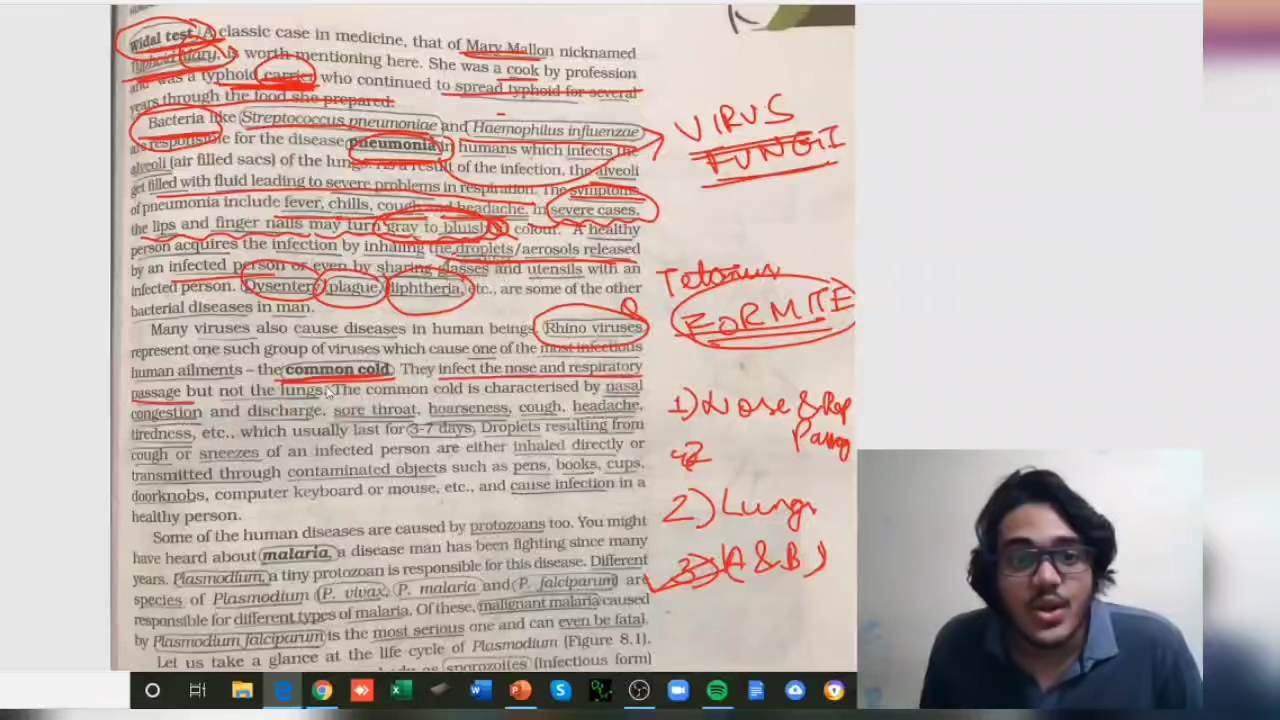 Widal test. A classic case in medicine, that of Mary Mallon nicknamed
Typhoid Mary, is worth mentioning here. She was a cook by profession
and was a typhoid carrier who continued to spread typhoid for several
years through the food she prepared.
Bacteria like Streptococcus pneumoniae and Haemophilus influenzae
are responsible for the disease pneumonia in humans which infects the
alveoli (air filled sacs) of the lungs. As a result of the infection, the alveoli
get filled with fluid leading to severe problems in respiration. The symptoms
of pneumonia include fever, chills, cough and headache. In severe cases,
the lips and finger nails may turn gray to bluish in colour. A healthy
person acquires the infection by inhaling the droplets/aerosols released
by an infected person or even by sharing glasses and utensils with an
infected person. Dysentery, plague, diphtheria, etc., are some of the other
bacterial diseases in man.
Many viruses also cause diseases in human beings. Rhino viruses
represent one such group of viruses which cause one of the most infectious
human ailments – the common cold. They infect the nose and respiratory
passage but not the lungs. The common cold is characterised by nasal
congestion and discharge, sore throat, hoarseness, cough, headache,
tiredness, etc., which usually last for 3-7 days. Droplets resulting from
cough or sneezes of an infected person are either inhaled directly or
transmitted through contaminated objects such as pens, books, cups,
doorknobs, computer keyboard or mouse, etc., and cause infection in a
healthy person.
Some of the human diseases are caused by protozoans too. You might
have heard about malaria, a disease man has been fighting since many
years. Plasmodium, a tiny protozoan is responsible for this disease. Different
species of Plasmodium (P. vivax, P. malaria and P. falciparum) are
responsible for different types of malaria. Of these, malignant malaria caused
by Plasmodium falciparum is the most serious one and can even be fatal.
Let us take a glance at the life cycle of Plasmodium (Figure 8.1).
as sporozoites (infectious form)
VIRUS
FUNGI
FORMITE
1) Nose & Rep
Passag
2) Lungs
3) (A & B)